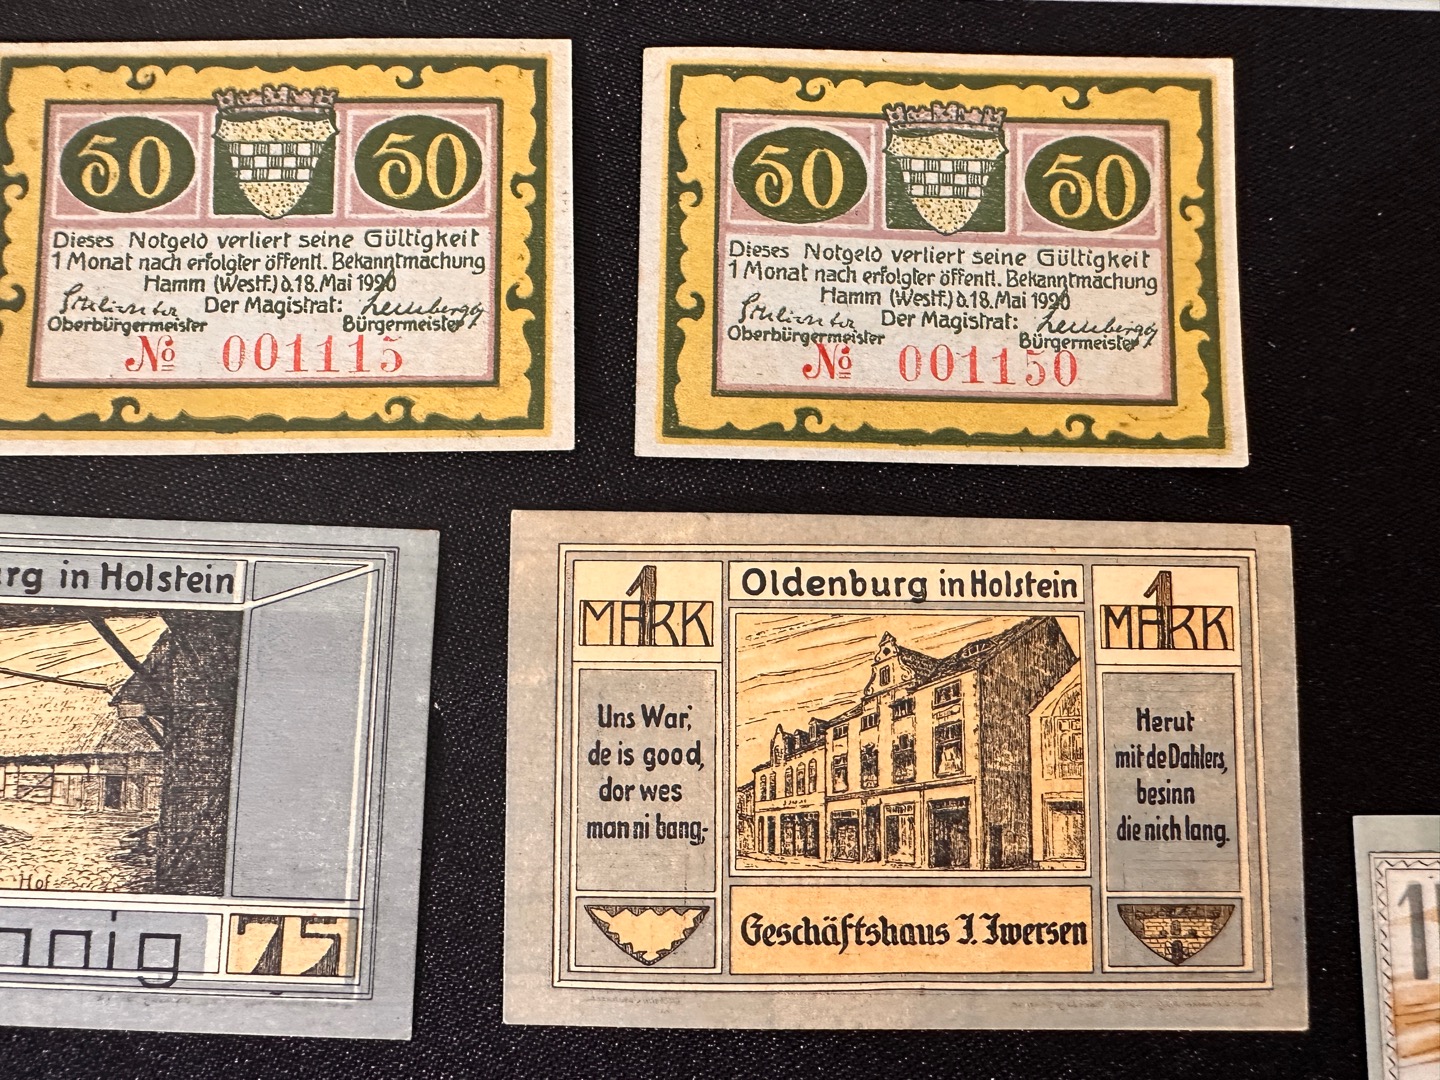 50 50
Dieses Notgeld verliert seine Gültigkeit
1 Monat nach erfolgter öffentl. Bekanntmachung
Hamm (Westf.) d. 18. Mai 1920
Der Magistrat:
Oberbürgermeister Bürgermeister
№ 001115
50 50
Dieses Notgeld verliert seine Gültigkeit
1 Monat nach erfolgter öffentl. Bekanntmachung
Hamm (Westf.) d. 18. Mai 1920
Der Magistrat:
Oberbürgermeister Bürgermeister
№ 001150
rg in Holstein
Hof
nnig 75
1 MARK
Oldenburg in Holstein
1 MARK
Uns War,'
de is good,
dor wes
man ni bang;
Herut
mit de Dahlers,
besinn
die nich lang.
Geschäftshaus J. Iwersen
1